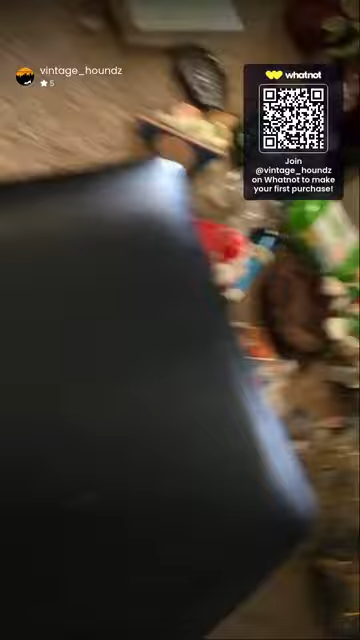 vintage_houndz
5
whatnot
Join
@vintage_houndz
on Whatnot to make
your first purchase!